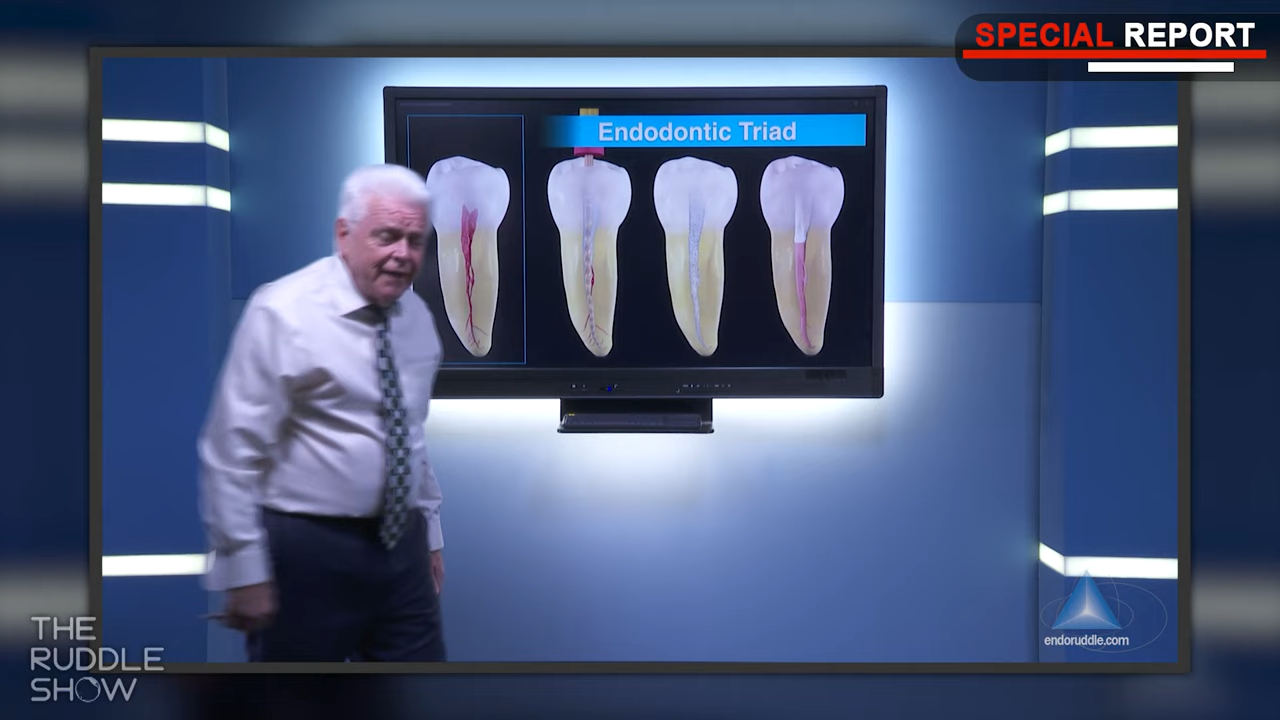 SPECIAL REPORT
Endodontic Triad
endoruddle.com
THE
RUDDLE
SHOW